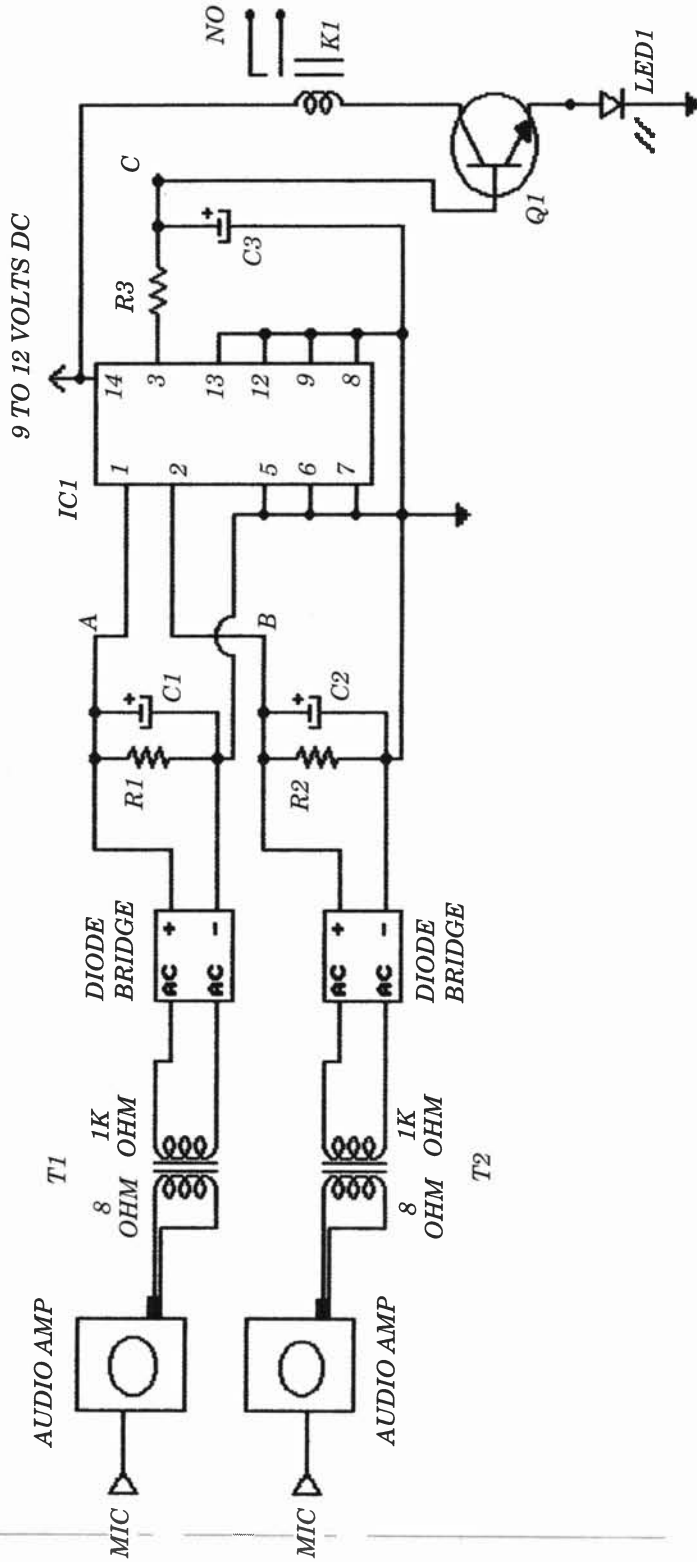 9 TO 12 VOLTS DC
MIC
AUDIO AMP
T1
8
OHM
1K
OHM
DIODE
BRIDGE
AC +
AC -
R1
C1
A
IC1
1
2
5
6
7
14
3
13
12
9
8
R3
C3
C
NO
K1
Q1
LED1
MIC
AUDIO AMP
8
OHM
1K
OHM
T2
DIODE
BRIDGE
AC +
AC -
R2
C2
B
+
+
+